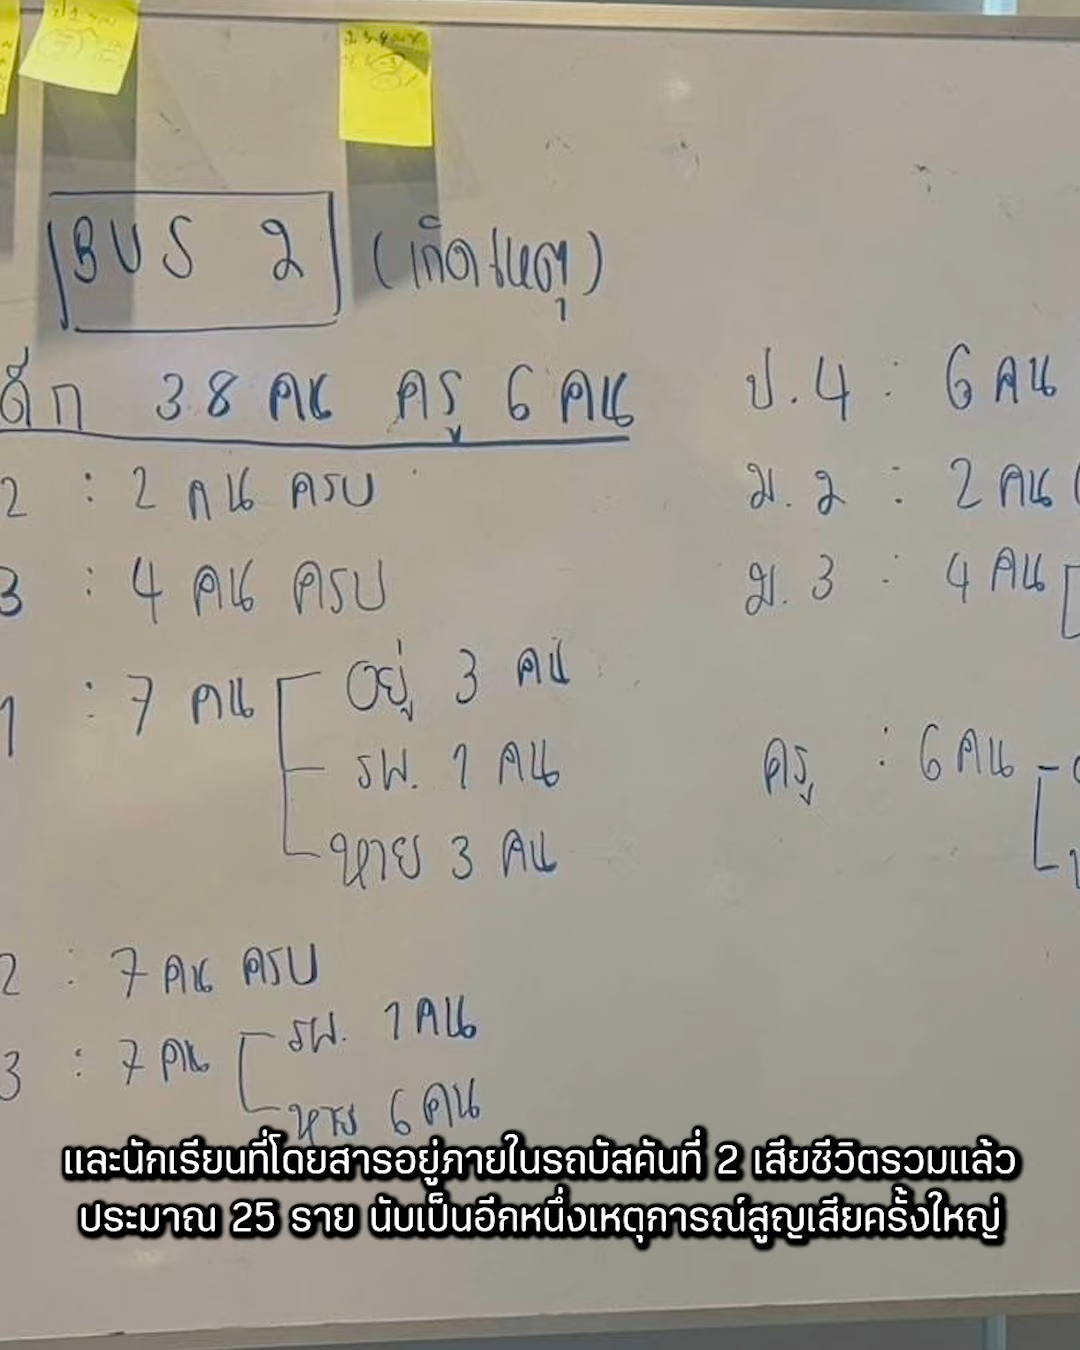 BUS 2 (เกิดเหตุ)
เด็ก 38 คน ครู 6 คน
2 : 2 คน ครบ
3 : 4 คน ครบ
1 : 7 คน
อยู่ 3 คน
รพ. 1 คน
หาย 3 คน
2 : 7 คน ครบ
3 : 7 คน
รพ. 1 คน
หาย 6 คน
ป.4 : 6 คน
ม.2 : 2 คน
ม.3 : 4 คน
ครู : 6 คน
และนักเรียนที่โดยสารอยู่ภายในรถบัสคันที่ 2 เสียชีวิตรวมแล้ว
ประมาณ 25 ราย นับเป็นอีกหนึ่งเหตุการณ์สูญเสียครั้งใหญ่